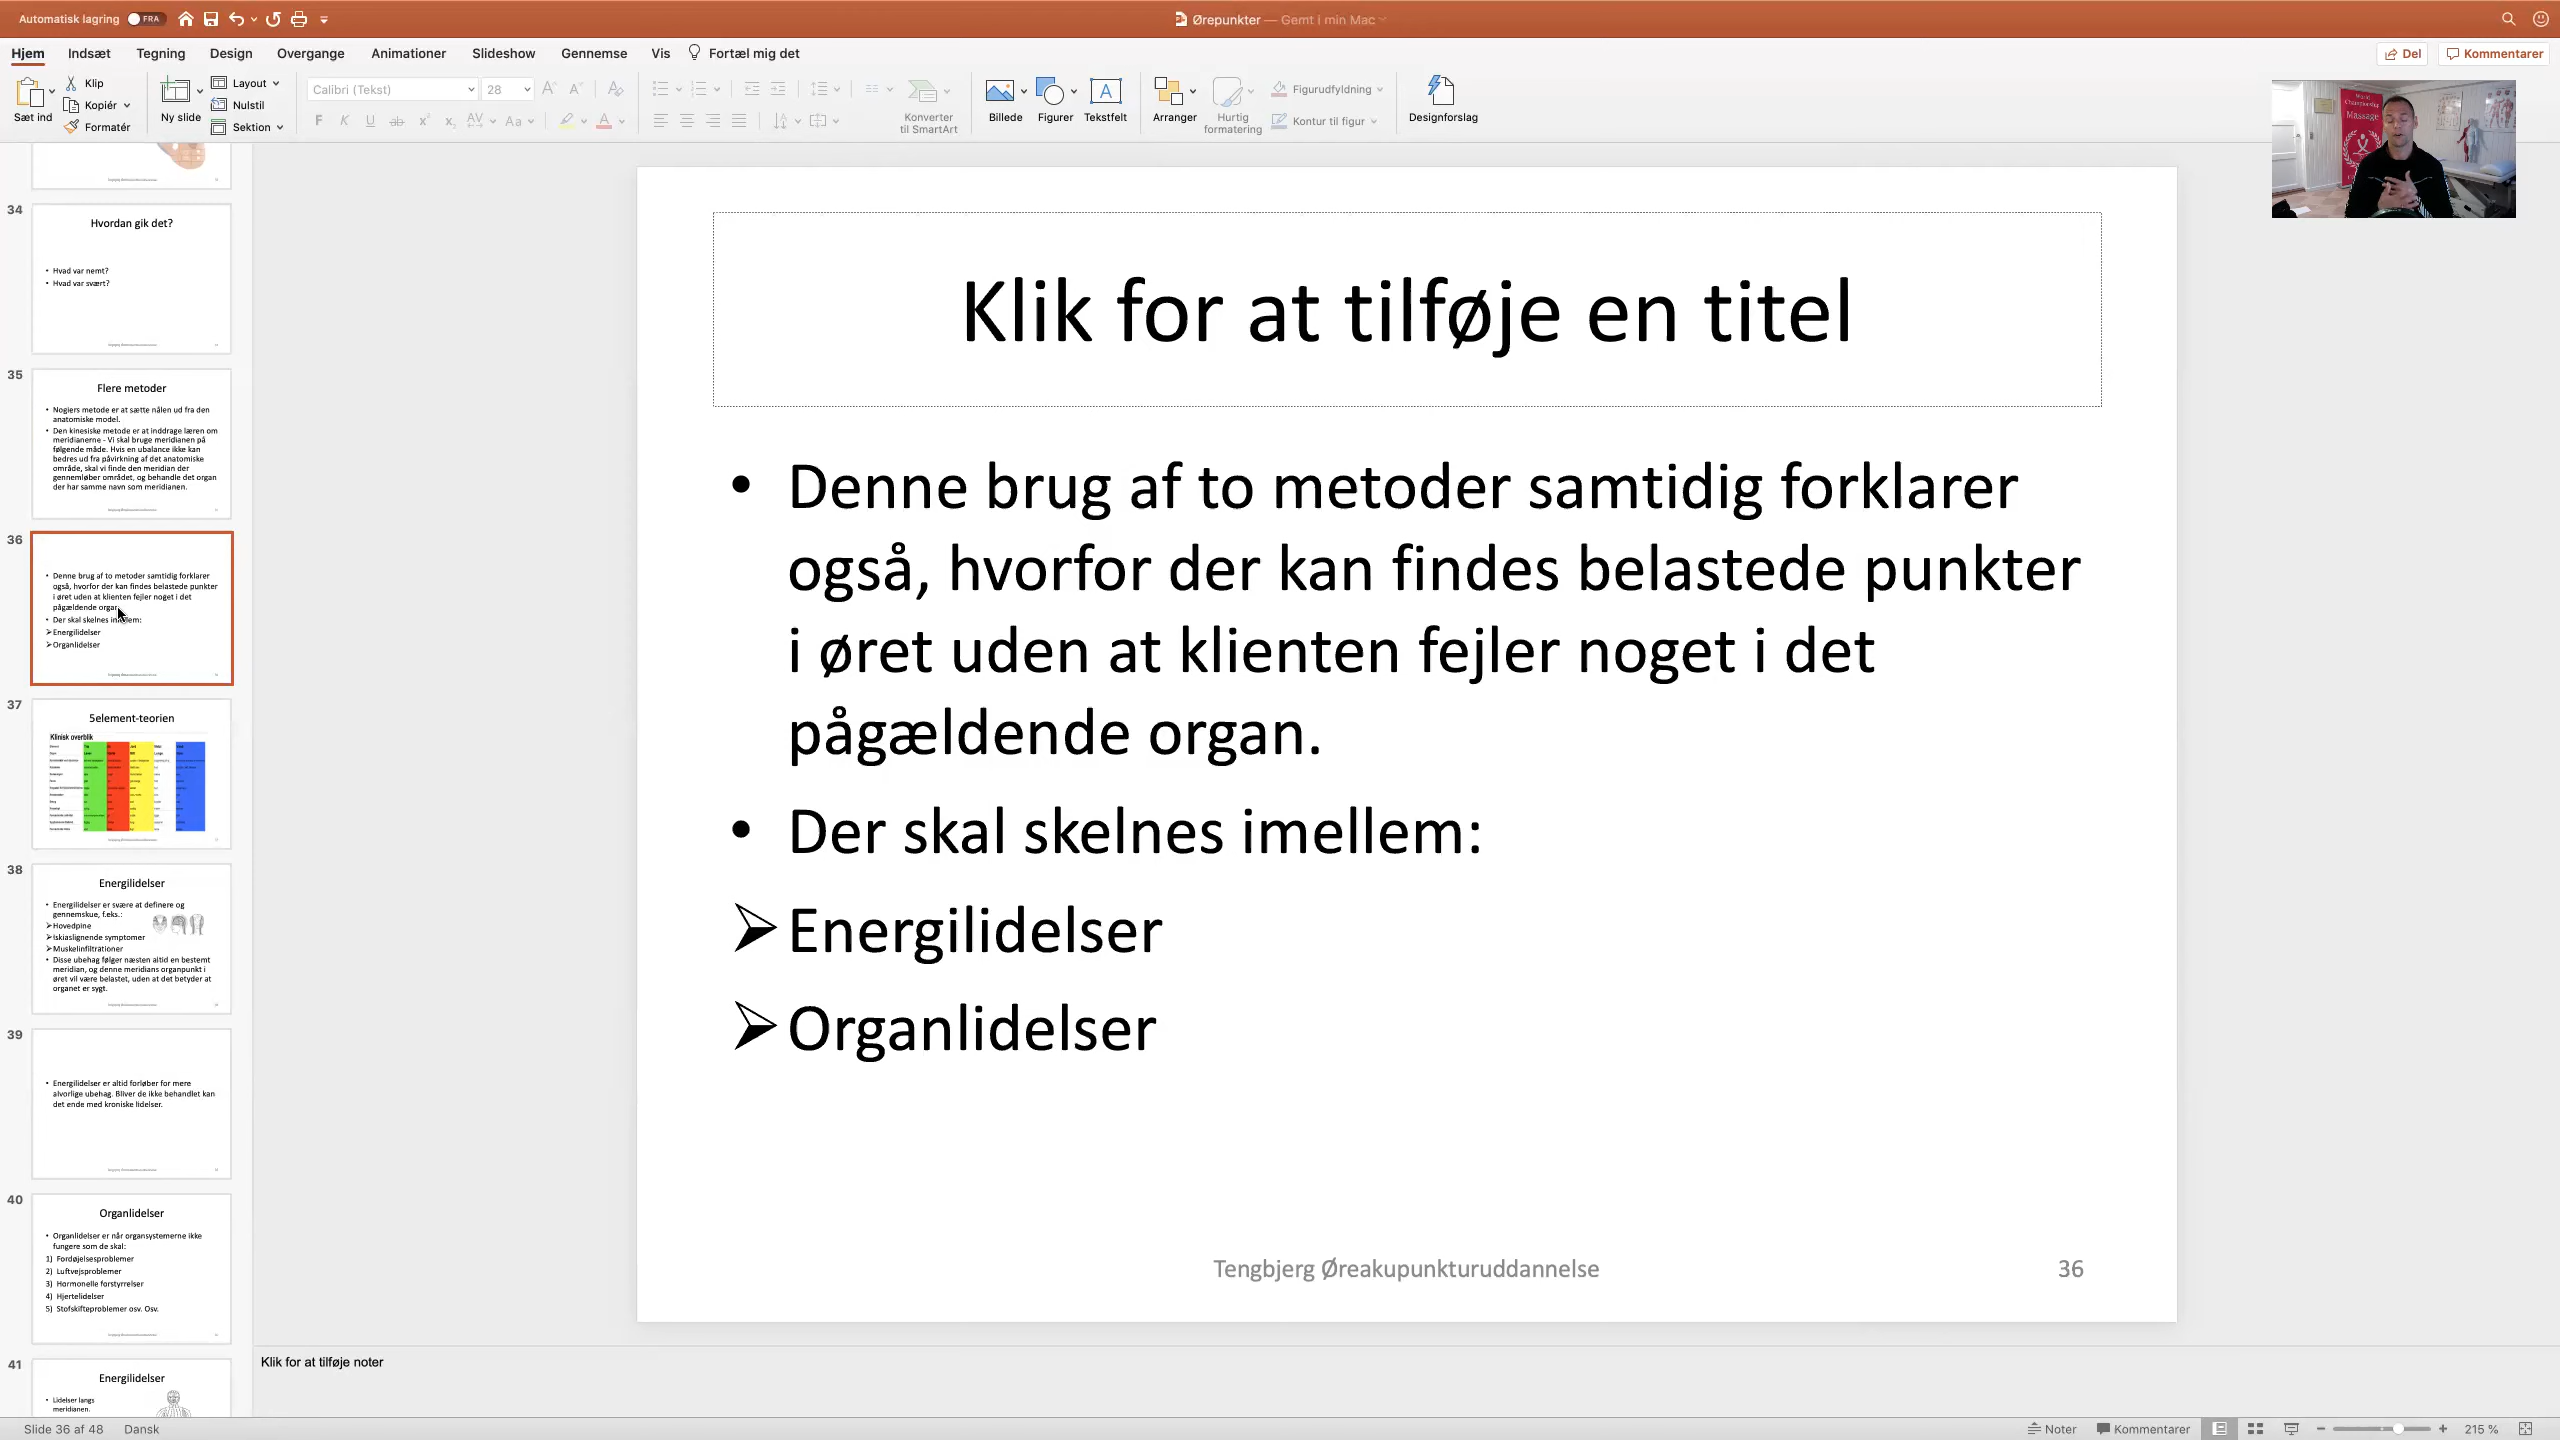 Automatisk lagring FRA
Ørepunkter — Gemt i min Mac
Hjem Indsæt Tegning Design Overgange Animationer Slideshow Gennemse Vis Fortæl mig det
Del Kommentarer
Sæt ind
Klip
Kopiér
Formatér
Ny slide
Layout
Nulstil
Sektion
Calibri (Tekst) 28
Konverter
til SmartArt
Billede
Figurer
Tekstfelt
Arranger
Hurtig
formatering
Figurudfyldning
Kontur til figur
Designforslag
Massage
34
Hvordan gik det?
• Hvad var nemt?
• Hvad var svært?
35
Flere metoder
• Nogiers metode er at sætte nålen ud fra den
anatomiske model.
• Den kinesiske metode er at inddrage læren om
meridianerne - Vi skal bruge meridianen på
følgende måde. Hvis en ubalance ikke kan
bedres ud fra påvirkning af det anatomiske
område, skal vi finde den meridian der
gennemløber området, og behandle det organ
der har samme navn som meridianen.
36
• Denne brug af to metoder samtidig forklarer
også, hvorfor der kan findes belastede punkter
i øret uden at klienten fejler noget i det
pågældende organ.
• Der skal skelnes imellem:
➢Energilidelser
➢Organlidelser
37
5element-teorien
Klinisk overblik
38
Energilidelser
• Energilidelser er svære at definere og
gennemskue, f.eks.:
➢Hovedpine
➢Iskiaslignende symptomer
➢Muskelinfiltrationer
• Disse ubehag følger næsten altid en bestemt
meridian, og denne meridians organpunkt i
øret vil være belastet, uden at det betyder at
organet er sygt.
39
• Energilidelser er altid forløber for mere
alvorlige ubehag. Bliver de ikke behandlet kan
det ende med kroniske lidelser.
40
Organlidelser
• Organlidelser er når organsystemerne ikke
fungere som de skal:
1) Fordøjelsesproblemer
2) Luftvejsproblemer
3) Hormonelle forstyrrelser
4) Hjertelidelser
5) Stofskifteproblemer osv. Osv.
41
Energilidelser
• Lidelser langs
meridianen.
Klik for at tilføje en titel
• Denne brug af to metoder samtidig forklarer
også, hvorfor der kan findes belastede punkter
i øret uden at klienten fejler noget i det
pågældende organ.
• Der skal skelnes imellem:
➢Energilidelser
➢Organlidelser
Tengbjerg Øreakupunkturuddannelse 36
Klik for at tilføje noter
Slide 36 af 48 Dansk
Noter Kommentarer 215 %